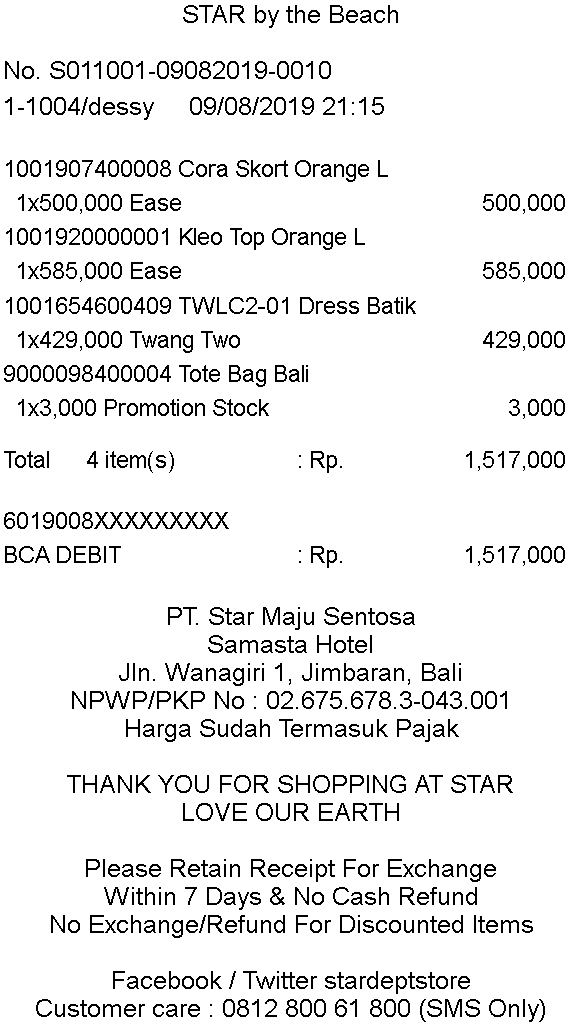 STAR by the Beach
No. S011001-09082019-0010
1-1004/dessy 09/08/2019 21:15
1001907400008 Cora Skort Orange L
1x500,000 Ease 500,000
1001920000001 Kleo Top Orange L
1x585,000 Ease 585,000
1001654600409 TWLC2-01 Dress Batik
1x429,000 Twang Two 429,000
9000098400004 Tote Bag Bali
1x3,000 Promotion Stock 3,000
Total 4 item(s) : Rp. 1,517,000
6019008XXXXXXXXX
BCA DEBIT : Rp. 1,517,000
PT. Star Maju Sentosa
Samasta Hotel
Jln. Wanagiri 1, Jimbaran, Bali
NPWP/PKP No : 02.675.678.3-043.001
Harga Sudah Termasuk Pajak
THANK YOU FOR SHOPPING AT STAR
LOVE OUR EARTH
Please Retain Receipt For Exchange
Within 7 Days & No Cash Refund
No Exchange/Refund For Discounted Items
Facebook / Twitter stardeptstore
Customer care : 0812 800 61 800 (SMS Only)